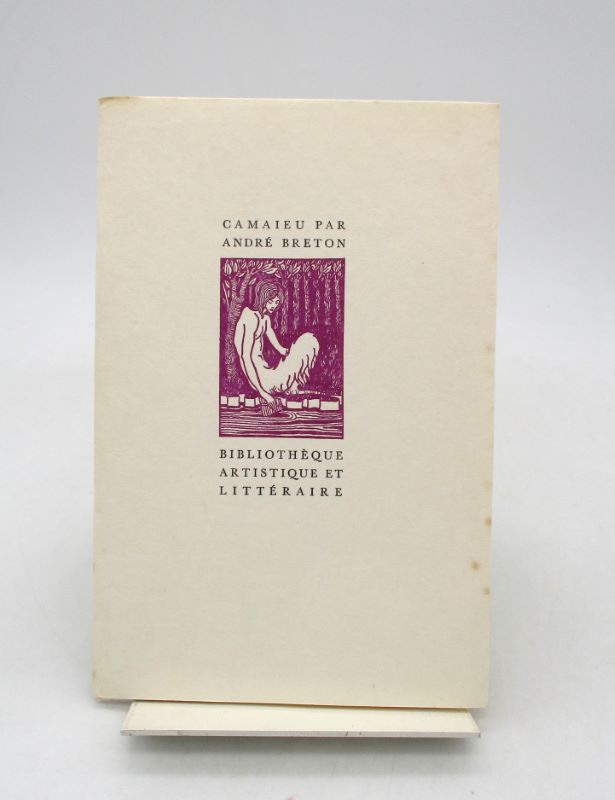 CAMAIEU PAR
ANDRÉ BRETON
BIBLIOTHÈQUE
ARTISTIQUE ET
LITTÉRAIRE